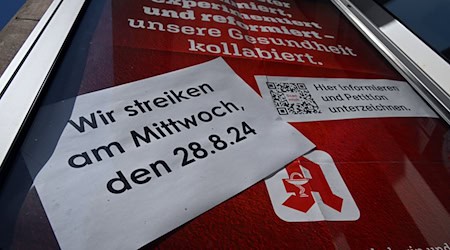 und reformiert –
unsere Gesundheit
kollabiert.
Hier informieren
und Petition
unterzeichnen.
Wir streiken
am Mittwoch,
den 28.8.24